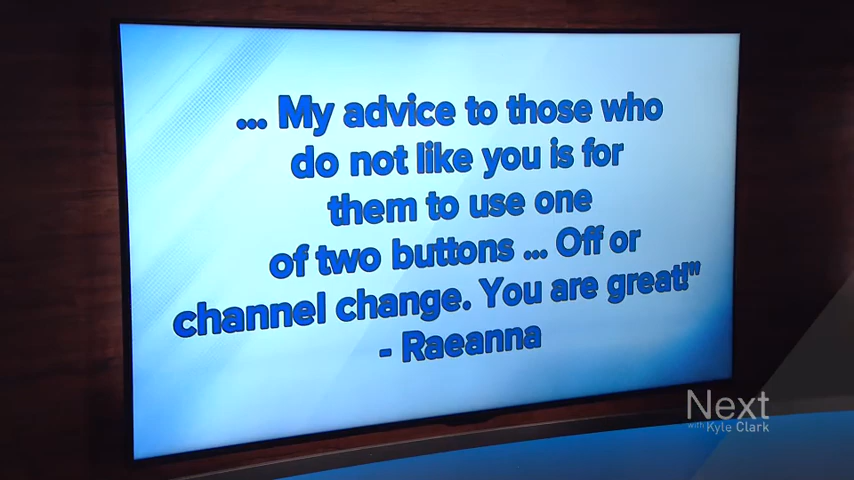 ... My advice to those who
do not like you is for
them to use one
of two buttons ... Off or
channel change. You are great!"
- Raeanna
Next
with Kyle Clark